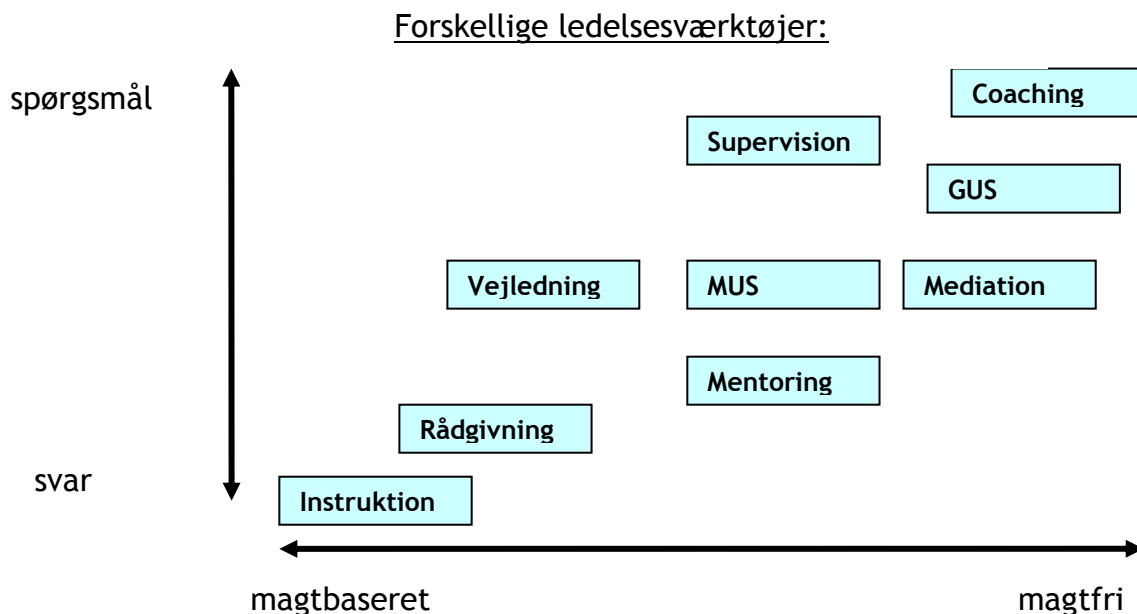 Forskellige ledelsesværktøjer:
spørgsmål
Coaching
Supervision
GUS
Vejledning
MUS
Mediation
Mentoring
Rådgivning
svar
Instruktion
magtbaseret
magtfri